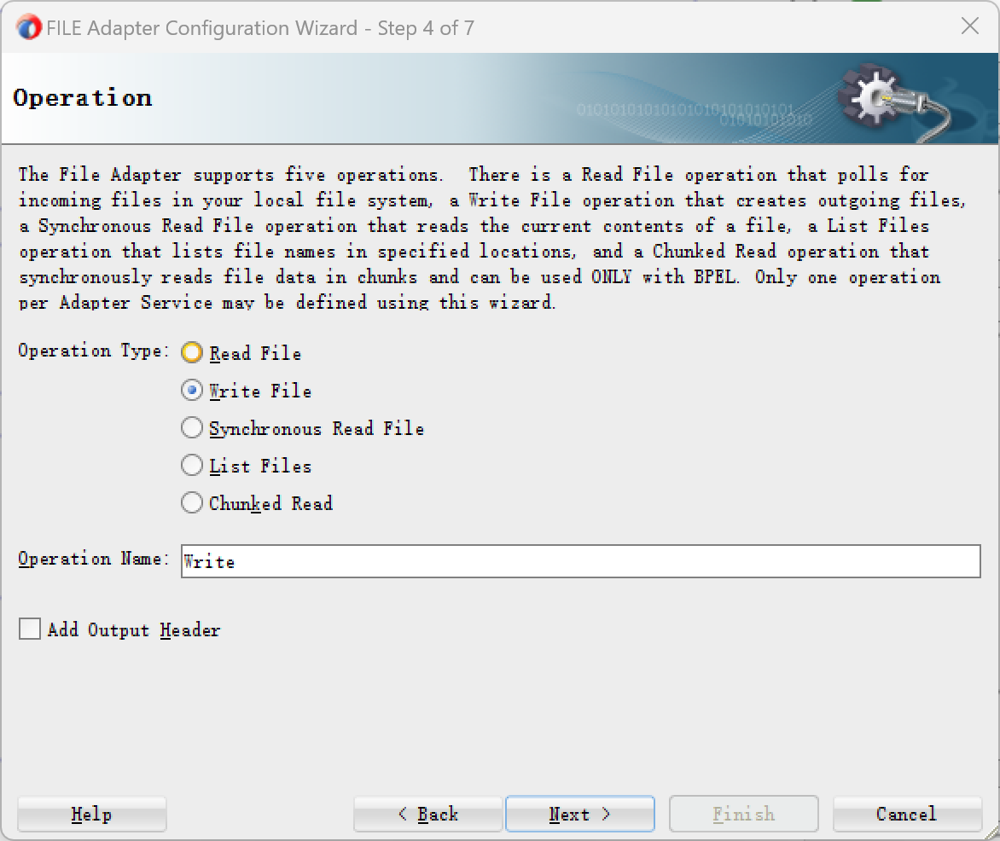 FILE Adapter Configuration Wizard - Step 4 of 7
Operation
010101010101010101010101
01010101010
The File Adapter supports five operations.  There is a Read File operation that polls for
incoming files in your local file system, a Write File operation that creates outgoing files,
a Synchronous Read File operation that reads the current contents of a file, a List Files
operation that lists file names in specified locations, and a Chunked Read operation that
synchronously reads file data in chunks and can be used ONLY with BPEL. Only one operation
per Adapter Service may be defined using this wizard.
Operation Type:
Read File
Write File
Synchronous Read File
List Files
Chunked Read
Operation Name: Write
Add Output Header
Help < Back Next > Finish Cancel